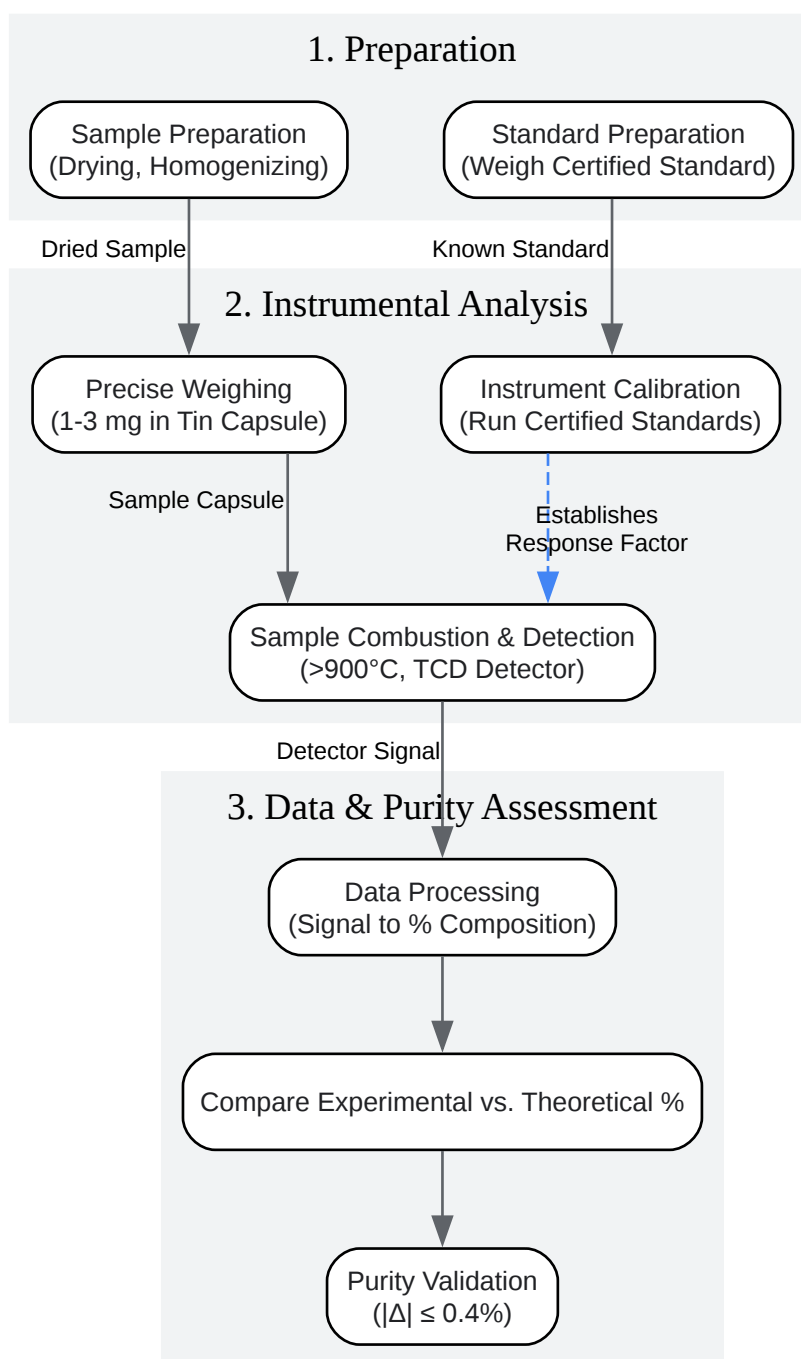 1. Preparation
Sample Preparation
(Drying, Homogenizing)
Standard Preparation
(Weigh Certified Standard)
Dried Sample
Known Standard
2. Instrumental Analysis
Precise Weighing
(1-3 mg in Tin Capsule)
Instrument Calibration
(Run Certified Standards)
Sample Capsule
Establishes
Response Factor
Sample Combustion & Detection
(>900°C, TCD Detector)
Detector Signal
3. Data & Purity Assessment
Data Processing
(Signal to % Composition)
Compare Experimental vs. Theoretical %
Purity Validation
(|Δ| ≤ 0.4%)